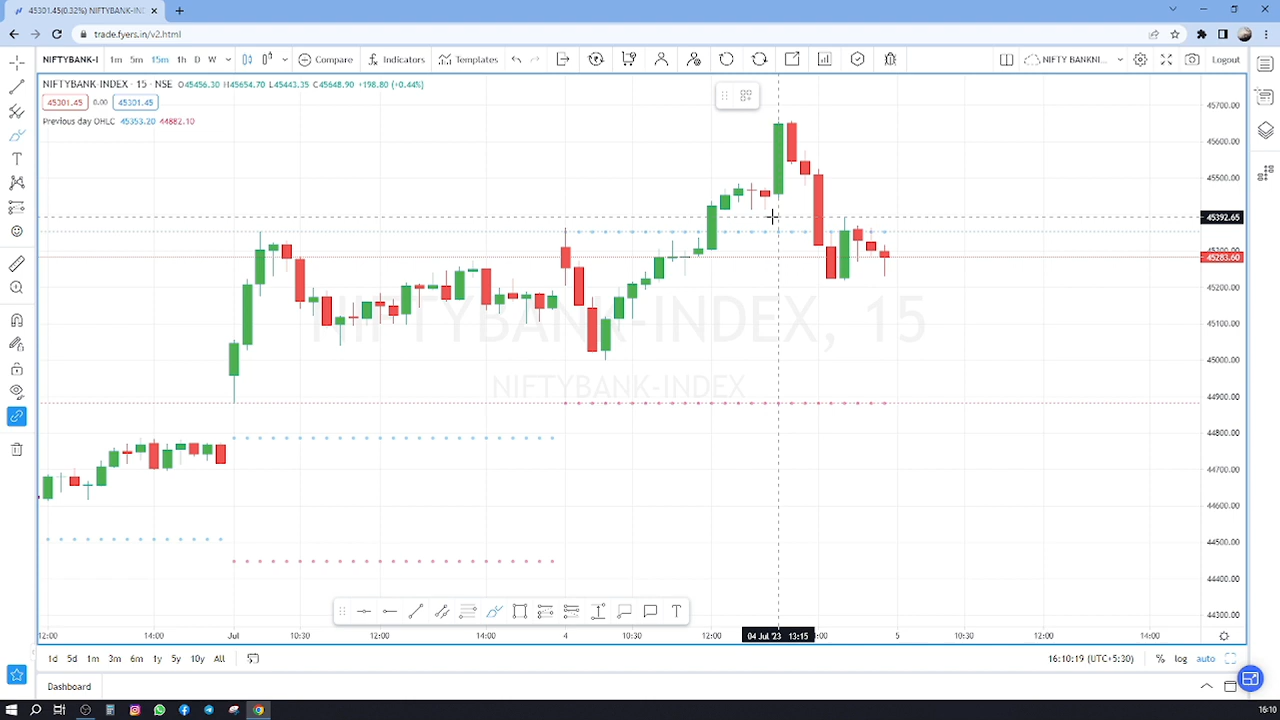 45301.45(0.32%) NIFTYBANK-IND
trade.fyers.in/v2.html
NIFTYBANK-I 1m 5m 15m 1h D W Compare Indicators Templates NIFTY BANKNI... Logout
NIFTYBANK-INDEX · 15 · NSE O45456.30 H45654.70 L45443.35 C45648.90 +198.80 (+0.44%)
45301.45 0.00 45301.45
Previous day OHLC 45353.20 44882.10
45700.00
45600.00
45500.00
45392.65
45283.60
45200.00
45100.00
45000.00
44900.00
44800.00
44700.00
44600.00
44500.00
44400.00
44300.00
NIFTYBANK-INDEX, 15
NIFTYBANK-INDEX
12:00 14:00 Jul 10:30 12:00 14:00 4 10:30 12:00 04 Jul '23 13:15 5 10:30 12:00 14:00
1d 5d 1m 3m 6m 1y 5y 10y All 16:10:19 (UTC+5:30) % log auto
Dashboard
16:10